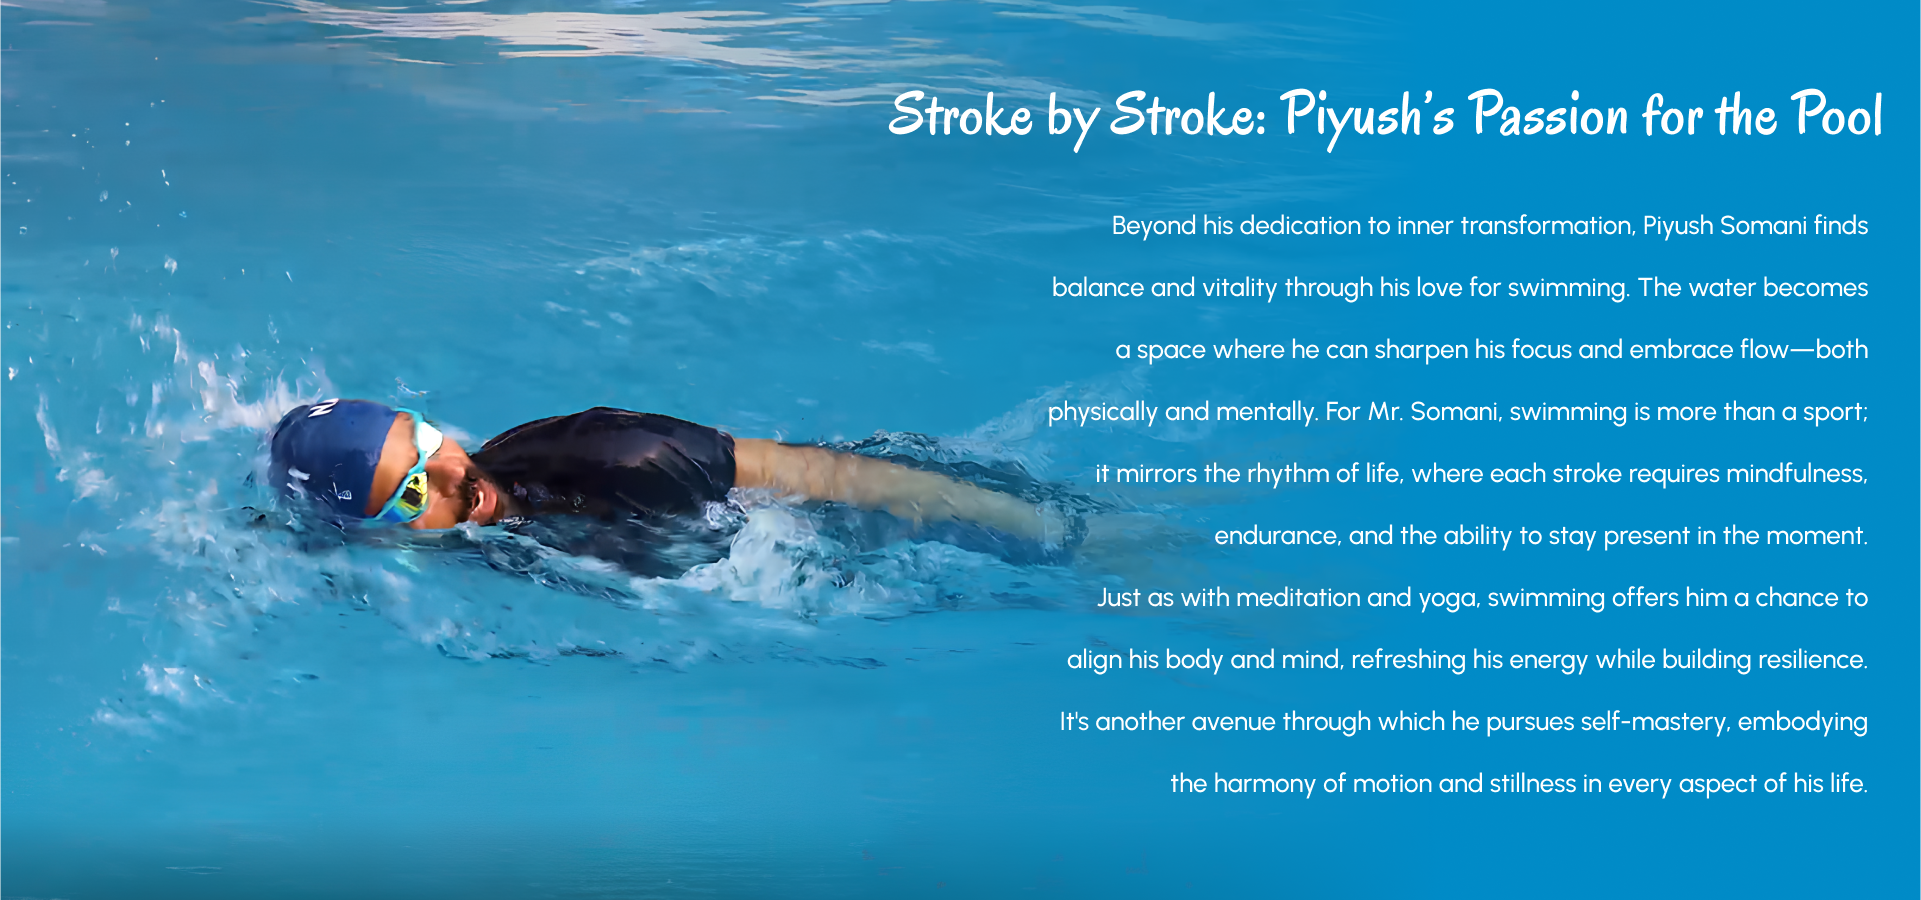 Stroke by Stroke: Piyush’s Passion for the Pool
Beyond his dedication to inner transformation, Piyush Somani finds
balance and vitality through his love for swimming. The water becomes
a space where he can sharpen his focus and embrace flow—both
physically and mentally. For Mr. Somani, swimming is more than a sport;
it mirrors the rhythm of life, where each stroke requires mindfulness,
endurance, and the ability to stay present in the moment.
Just as with meditation and yoga, swimming offers him a chance to
align his body and mind, refreshing his energy while building resilience.
It's another avenue through which he pursues self-mastery, embodying
the harmony of motion and stillness in every aspect of his life.